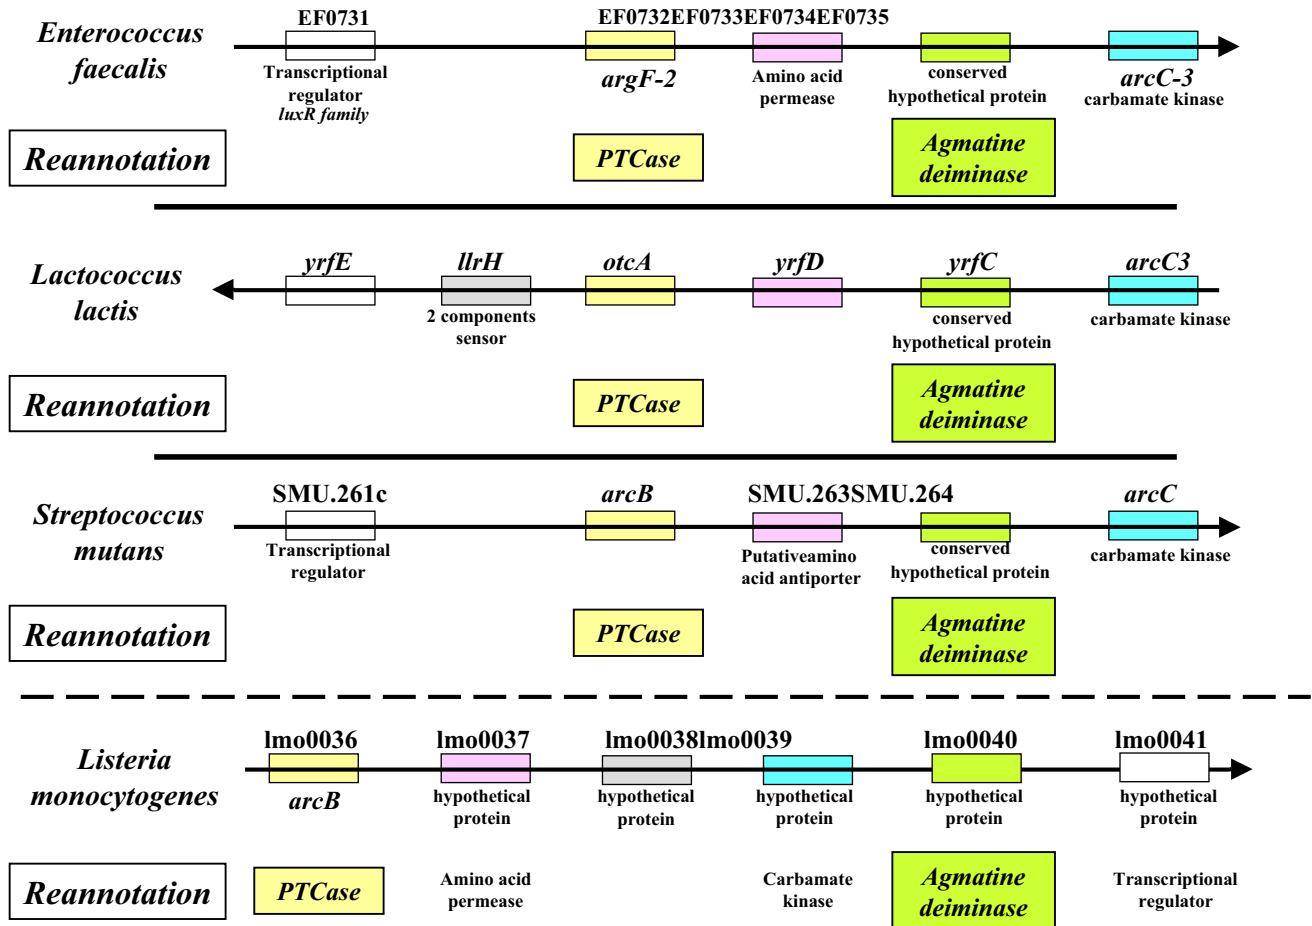 EF0731 EF0732EF0733EF0734EF0735
Enterococcus
faecalis
argF-2 arcC-3
Transcriptional
regulator
luxR family
Amino acid
permease
conserved
hypothetical protein
carbamate kinase
Reannotation PTCase Agmatine
deiminase
yrfE llrH otcA yrfD yrfC arcC3
Lactococcus
lactis
2 components
sensor
conserved
hypothetical protein
carbamate kinase
Reannotation PTCase Agmatine
deiminase
SMU.261c arcB SMU.263SMU.264 arcC
Streptococcus
mutans
Transcriptional
regulator
Putativeamino
acid antiporter
conserved
hypothetical protein
carbamate kinase
Reannotation PTCase Agmatine
deiminase
lmo0036 lmo0037 lmo0038lmo0039 lmo0040 lmo0041
Listeria
monocytogenes
arcB
hypothetical
protein
hypothetical
protein
hypothetical
protein
hypothetical
protein
hypothetical
protein
Reannotation PTCase
Amino acid
permease
Carbamate
kinase
Agmatine
deiminase
Transcriptional
regulator